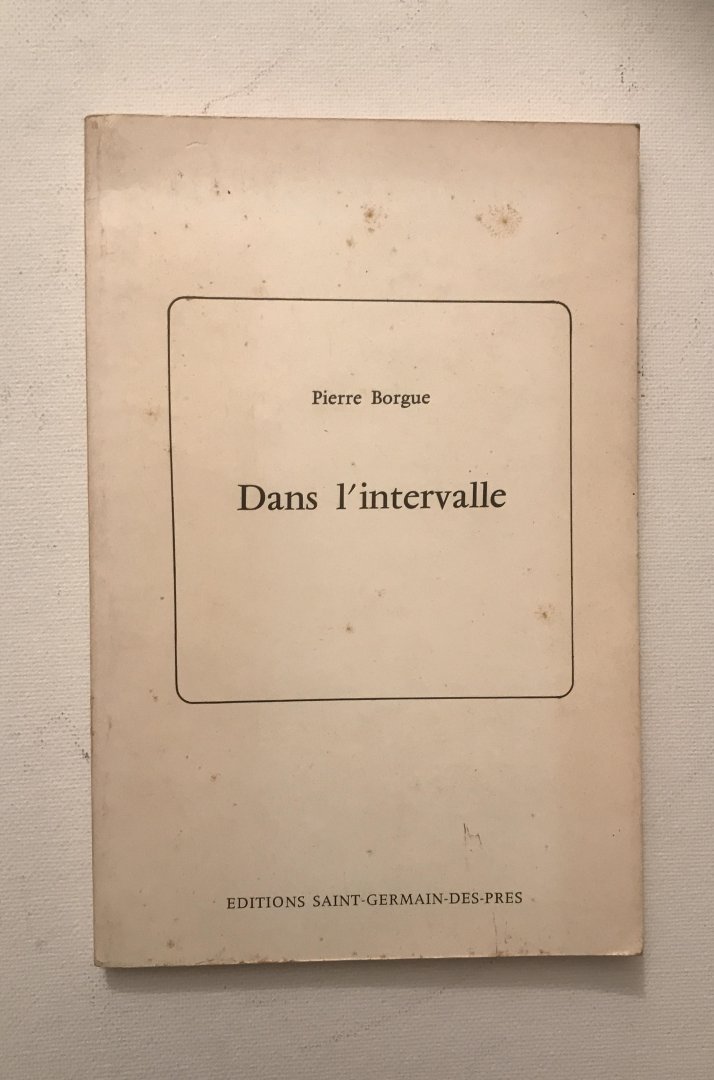 Pierre Borgue
Dans l'intervalle
EDITIONS SAINT-GERMAIN-DES-PRES